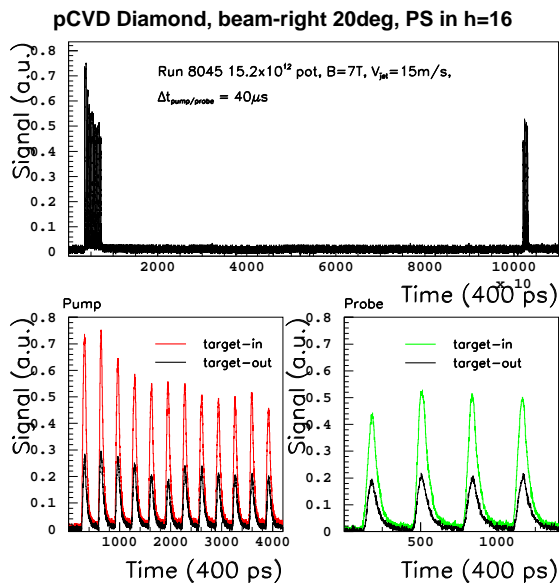 pCVD Diamond, beam-right 20deg, PS in h=16
Signal (a.u.)
0.8
0.7
0.6
0.5
0.4
0.3
0.2
0.1
0
Run 8045 15.2x10¹² pot, B=7T, Vjet=15m/s,
Δtpump/probe = 40μs
2000 4000 6000 8000 10000
x 10
Time (400 ps)
Pump
Signal (a.u.)
0.8
0.7
0.6
0.5
0.4
0.3
0.2
0.1
0
target-in
target-out
1000 2000 3000 4000
Time (400 ps)
Probe
Signal (a.u.)
0.8
0.7
0.6
0.5
0.4
0.3
0.2
0.1
0
target-in
target-out
500 1000
Time (400 ps)